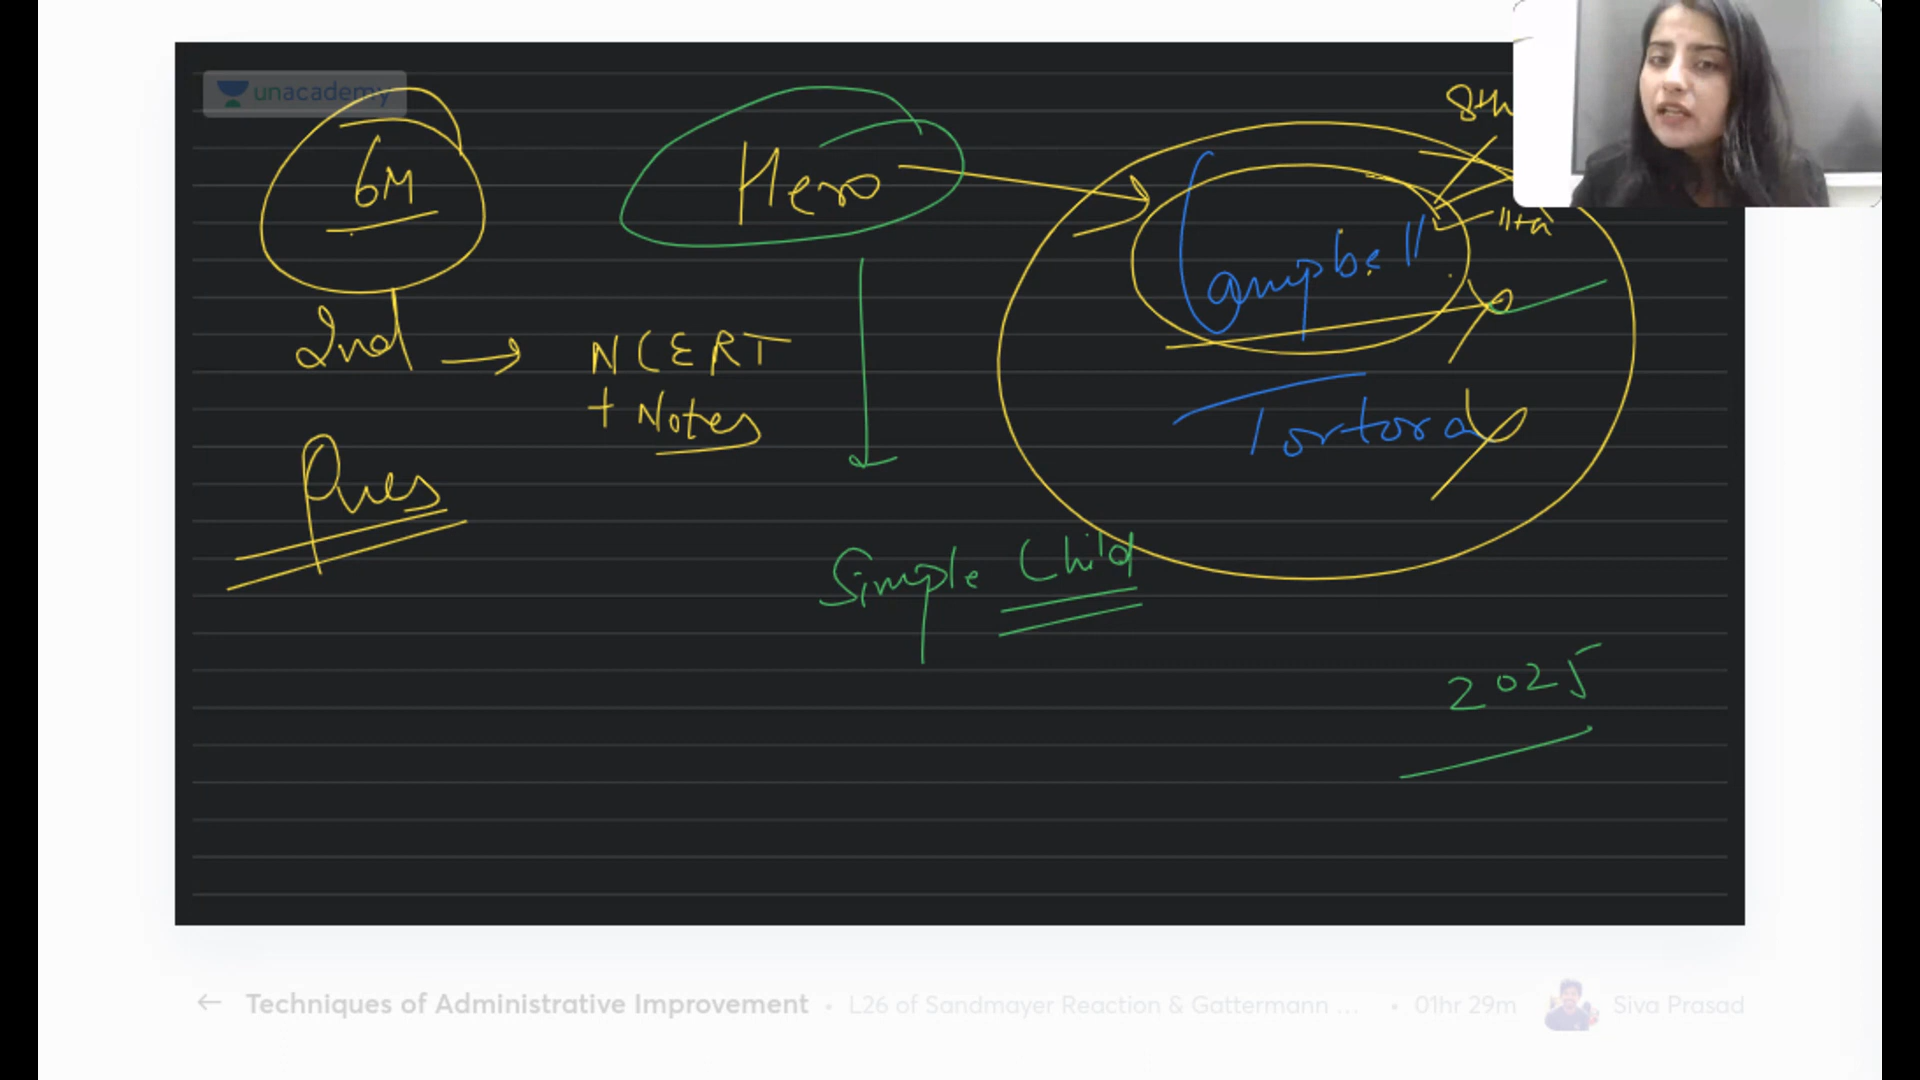 unacademy
6M
Hero
8th
11th
Campbell
2nd → NCERT
+ Notes
Tortora
Ques
Simple Child
2025
← Techniques of Administrative Improvement • L26 of Sandmayer Reaction & Gattermann ... • 01hr 29m Siva Prasad